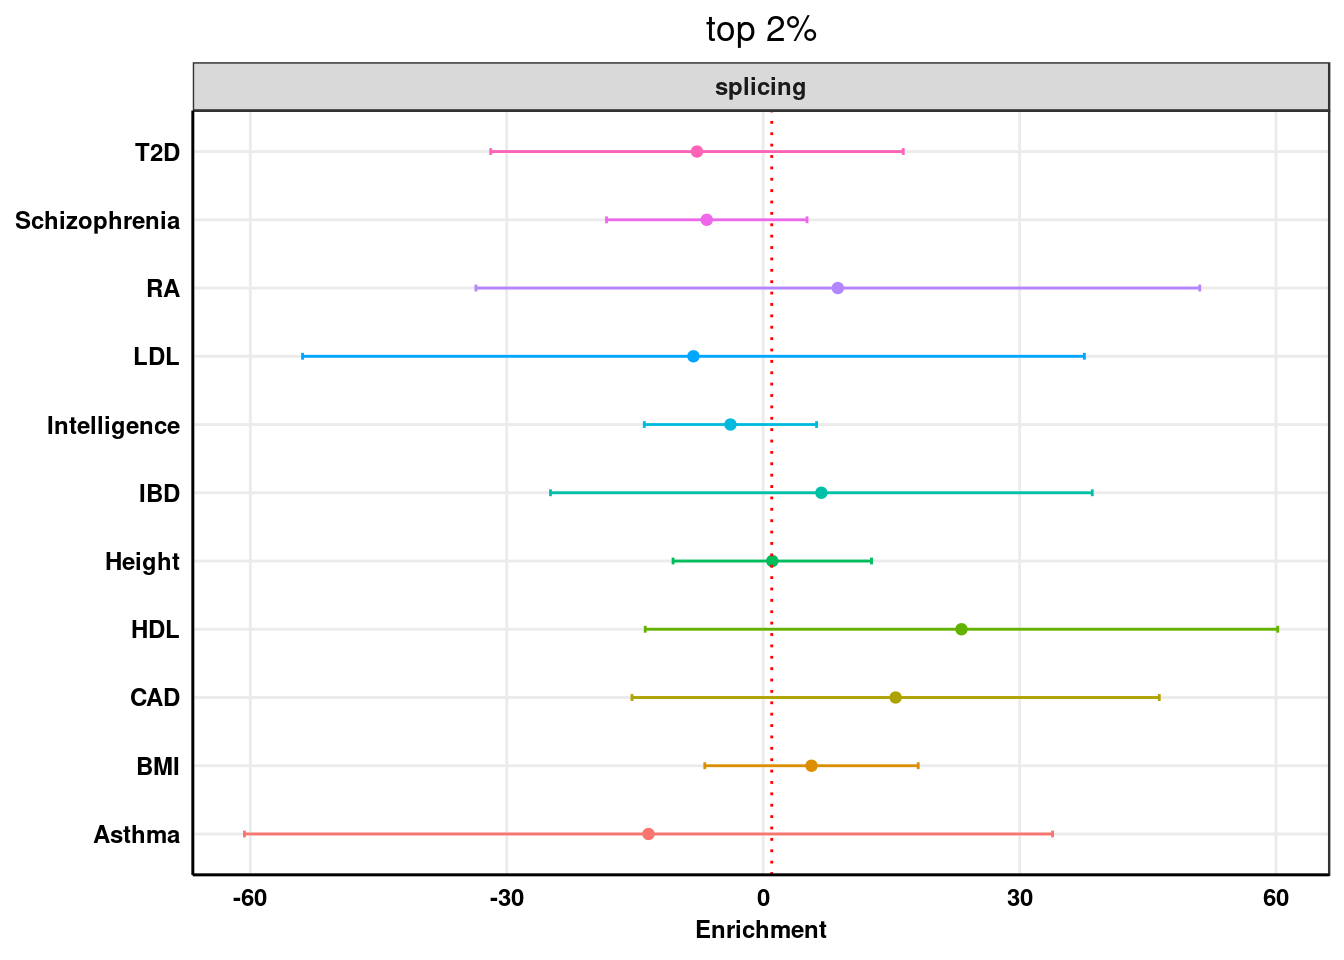 top 2%
splicing
T2D
Schizophrenia
RA
LDL
Intelligence
IBD
Height
HDL
CAD
BMI
Asthma
-60 -30 0 30 60
Enrichment